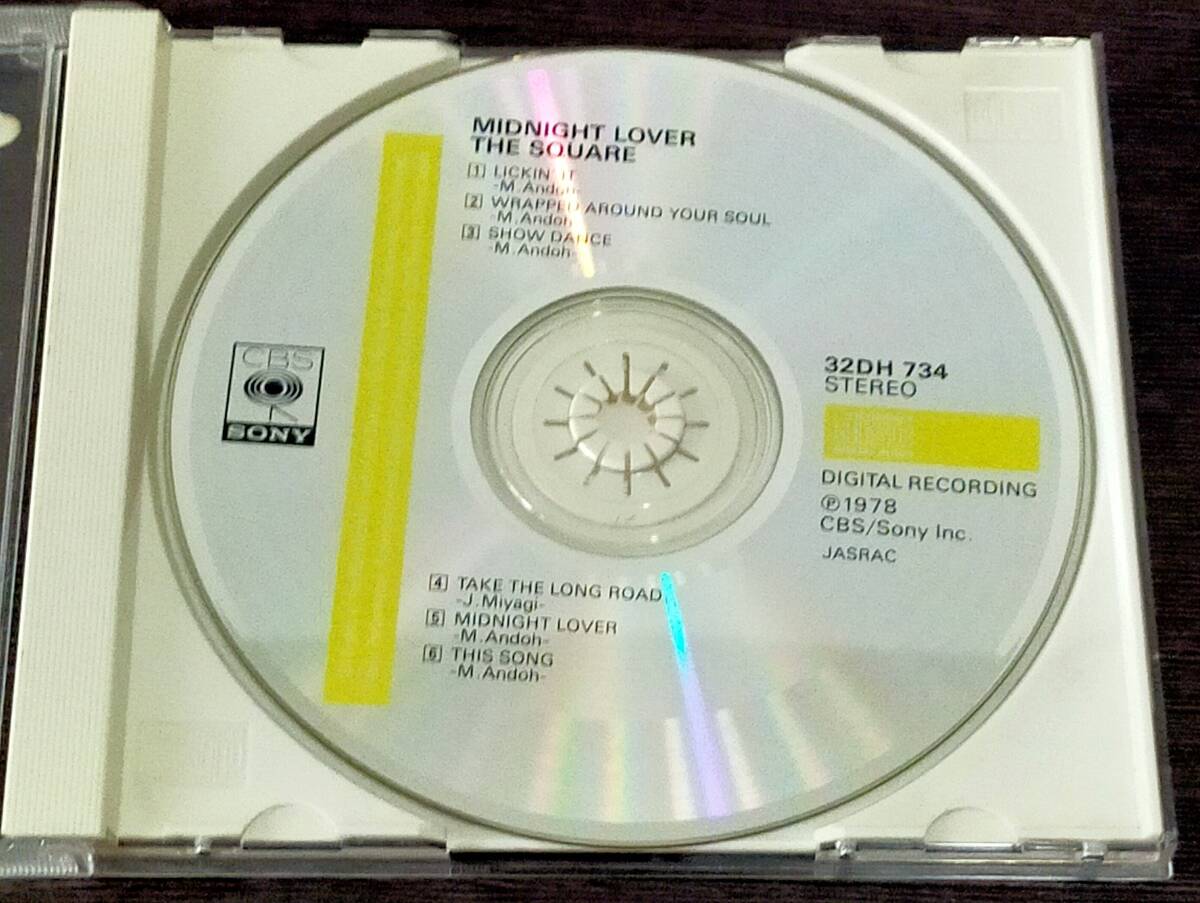 MIDNIGHT LOVER
THE SQUARE
1 LICKIN' IT
-M.Andoh-
2 WRAPPED AROUND YOUR SOUL
-M.Andoh-
3 SHOW DANCE
-M.Andoh-
CBS
SONY
32DH 734
STEREO
DIGITAL RECORDING
Ⓟ1978
CBS/Sony Inc.
JASRAC
4 TAKE THE LONG ROAD
-J.Miyagi-
5 MIDNIGHT LOVER
-M.Andoh-
6 THIS SONG
-M.Andoh-